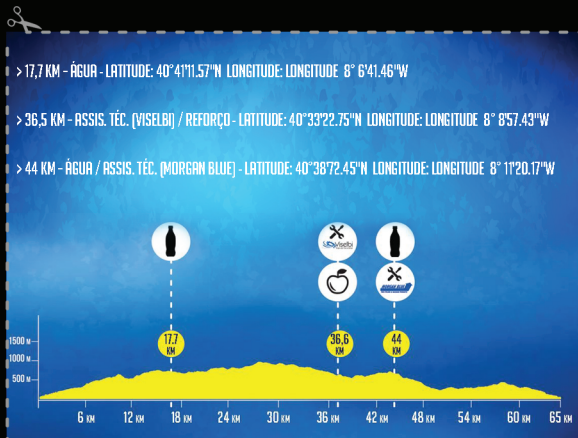 > 17,7 KM - ÁGUA - LATITUDE: 40°41'11.57"N LONGITUDE: LONGITUDE 8° 6'41.46"W
> 36,5 KM - ASSIS. TÉC. (VISELBI) / REFORÇO - LATITUDE: 40°33'22.75"N LONGITUDE: LONGITUDE 8° 8'57.43"W
> 44 KM - ÁGUA / ASSIS. TÉC. (MORGAN BLUE) - LATITUDE: 40°38'72.45"N LONGITUDE: LONGITUDE 8° 11'20.17"W
Viselbi
17.7 KM
36,6 KM
44 KM
1500 M
1000 M
500 M
6 KM 12 KM 18 KM 24 KM 30 KM 36 KM 42 KM 48 KM 54 KM 60 KM 65 KM